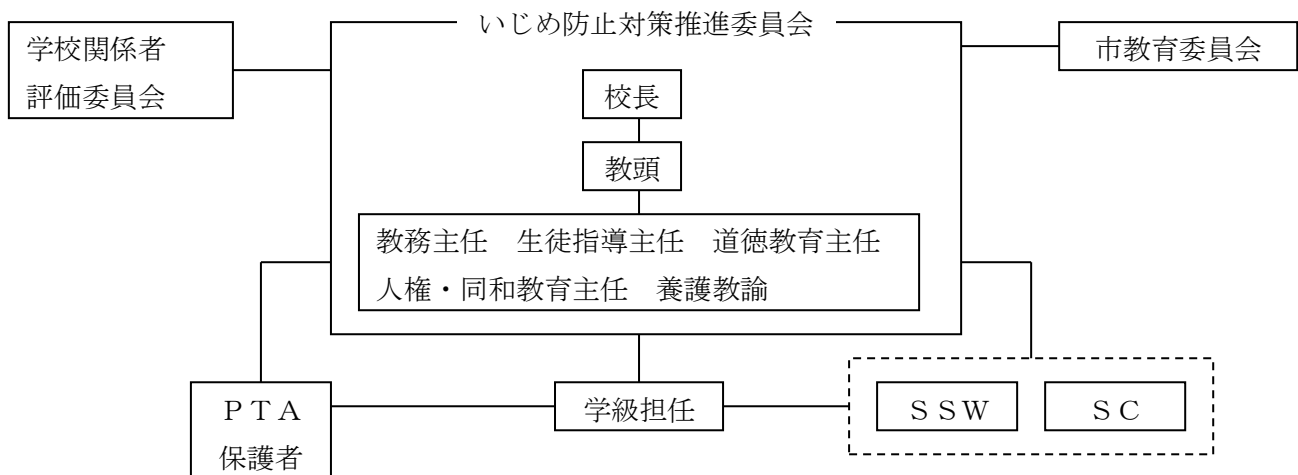 いじめ防止対策推進委員会
学校関係者
評価委員会
市教育委員会
校長
教頭
教務主任　生徒指導主任　道徳教育主任
人権・同和教育主任　養護教諭
ＰＴＡ
保護者
学級担任
ＳＳＷ
ＳＣ